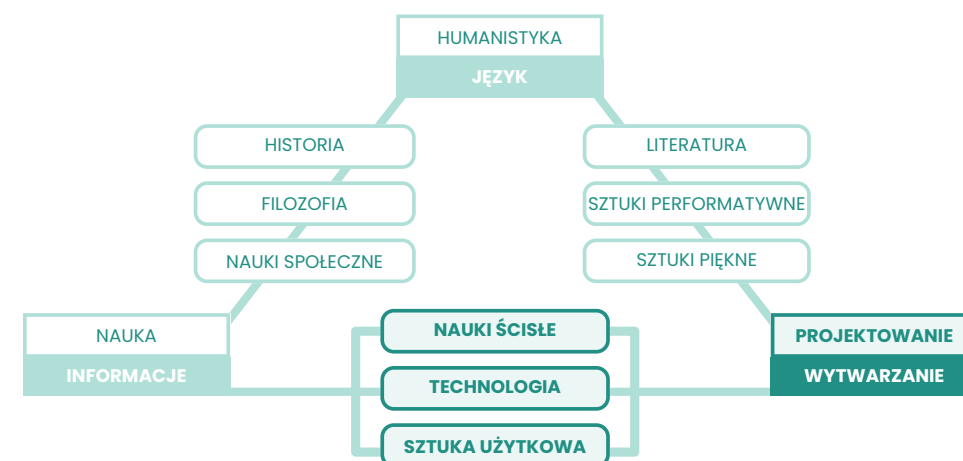 HUMANISTYKA
JĘZYK
HISTORIA
LITERATURA
FILOZOFIA
SZTUKI PERFORMATYWNE
NAUKI SPOŁECZNE
SZTUKI PIĘKNE
NAUKA
NAUKI ŚCISŁE
PROJEKTOWANIE
INFORMACJE
TECHNOLOGIA
WYTWARZANIE
SZTUKA UŻYTKOWA